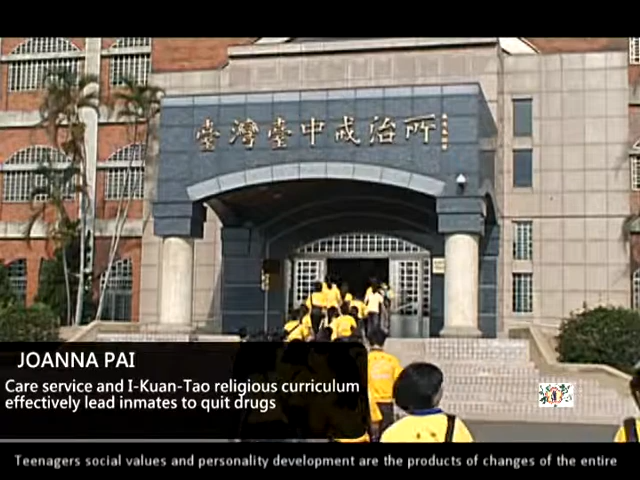 臺灣臺中戒治所
JOANNA PAI
Care service and I-Kuan-Tao religious curriculum
effectively lead inmates to quit drugs
Teenagers social values and personality development are the products of changes of the entire